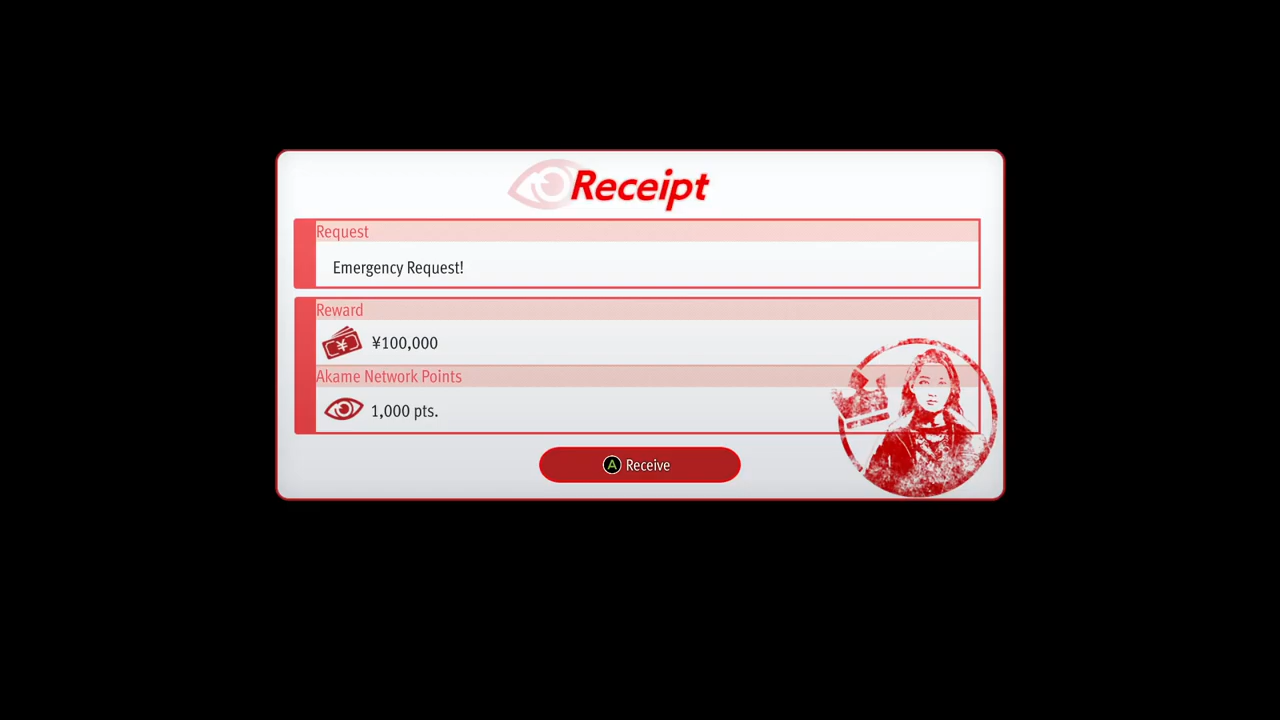 Receipt
Request
Emergency Request!
Reward
¥100,000
Akame Network Points
1,000 pts.
A Receive